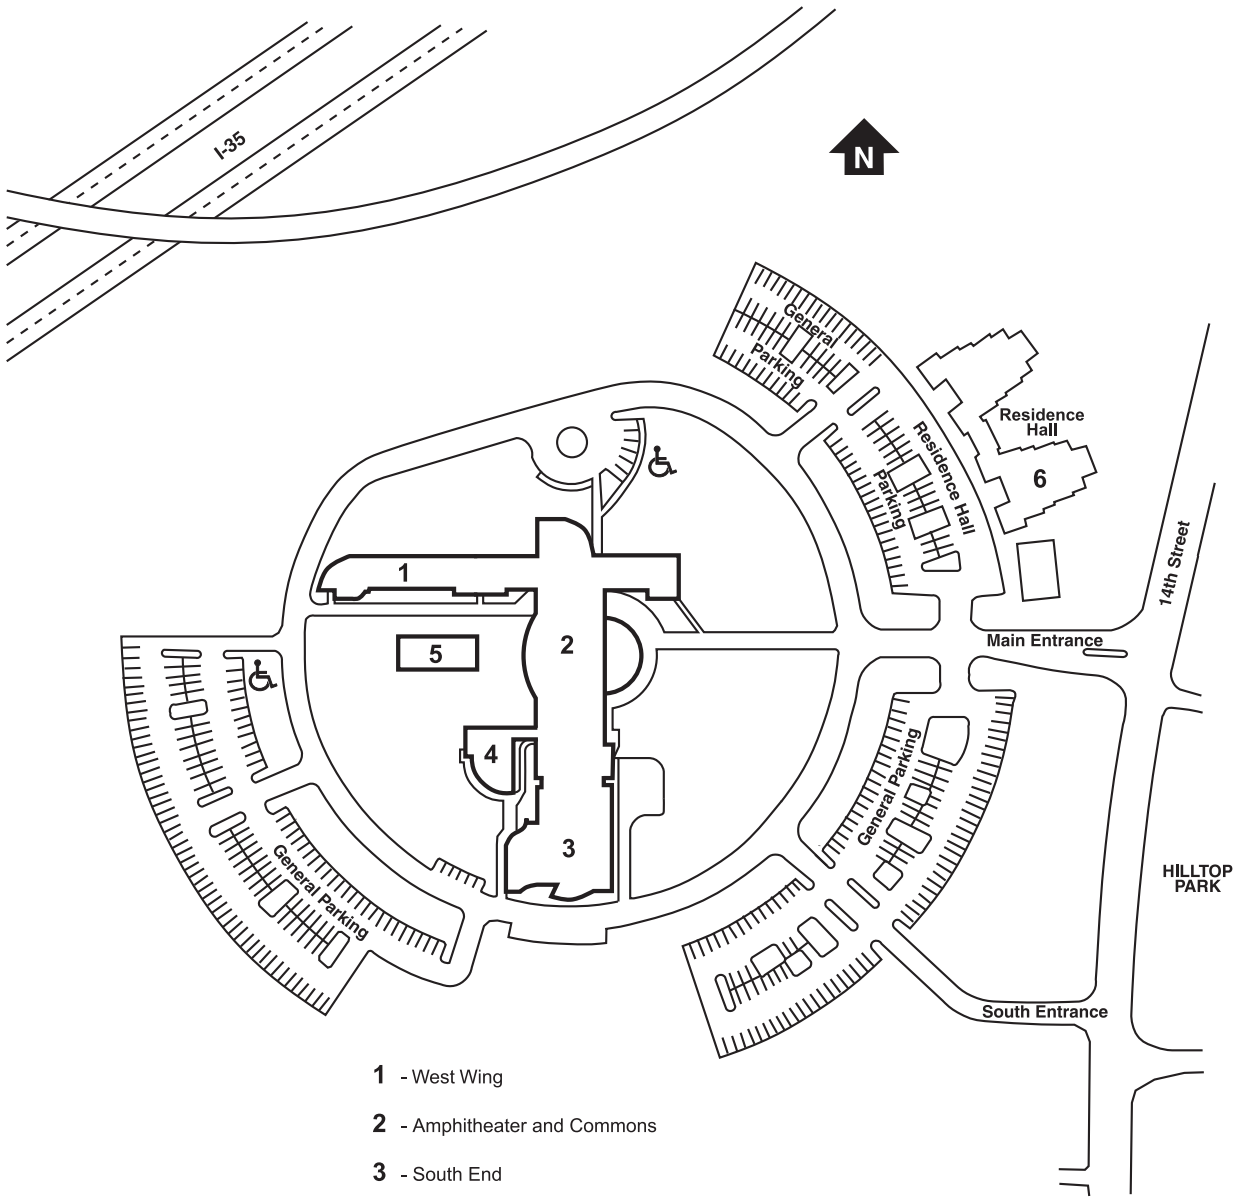 I-35
N
General
Parking
Residence Hall
Parking
Residence
Hall
6
14th Street
1
Main Entrance
2
5
4
General Parking
3
General Parking
HILLTOP
PARK
South Entrance
1 - West Wing
2 - Amphitheater and Commons
3 - South End